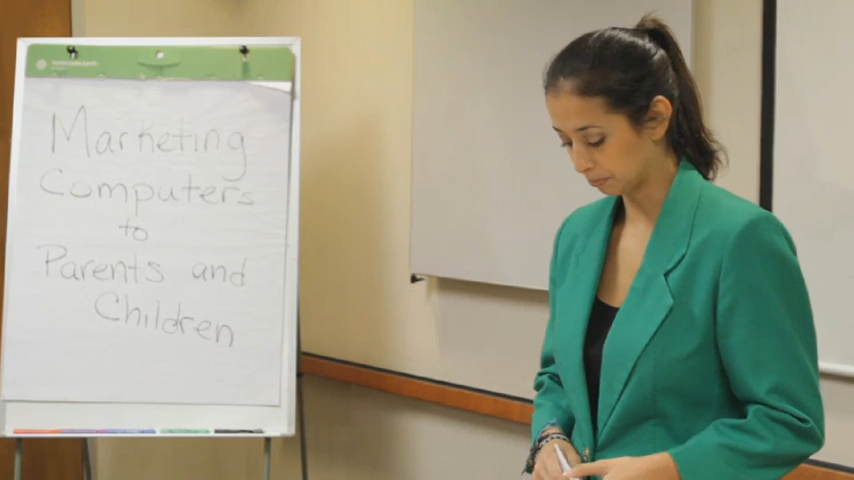 Marketing
Computers
to
Parents and
Children